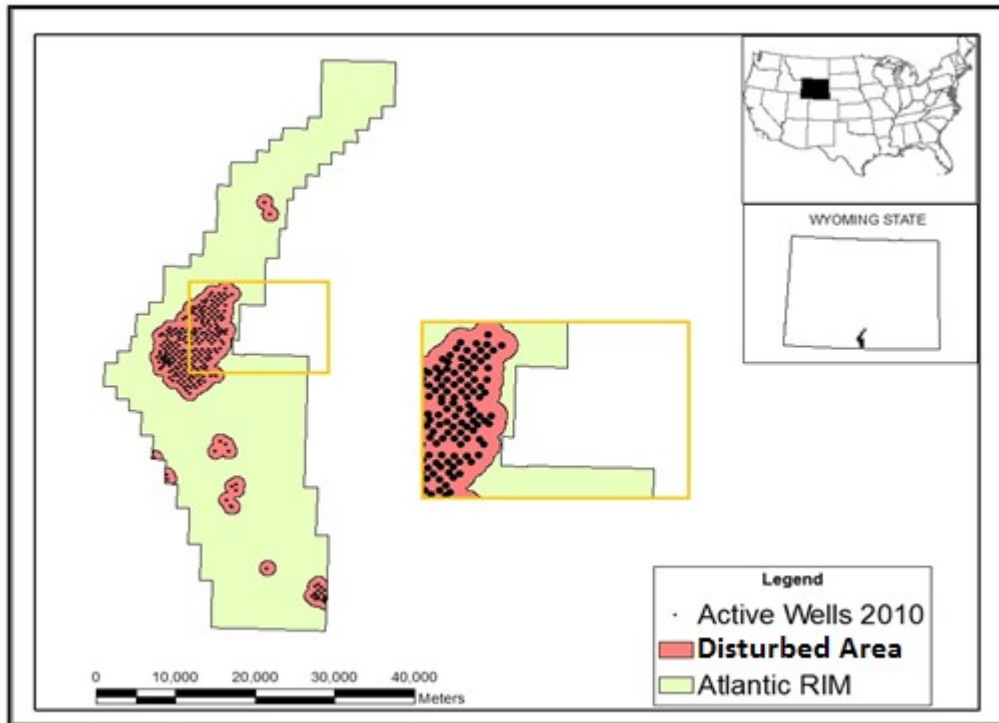 WYOMING STATE
Legend
Active Wells 2010
Disturbed Area
Atlantic RIM
0 10,000 20,000 30,000 40,000
Meters